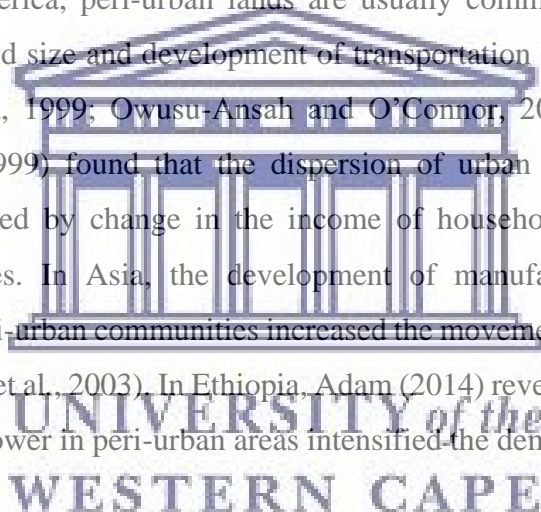 erica, peri-urban lands are usually comm
d size and development of transportation
, 1999; Owusu-Ansah and O’Connor, 20
999) found that the dispersion of urban
ed by change in the income of househo
es. In Asia, the development of manufa
i-urban communities increased the moveme
et al., 2003). In Ethiopia, Adam (2014) reve
ower in peri-urban areas intensified the den
UNIVERSITY of the
WESTERN CAPE